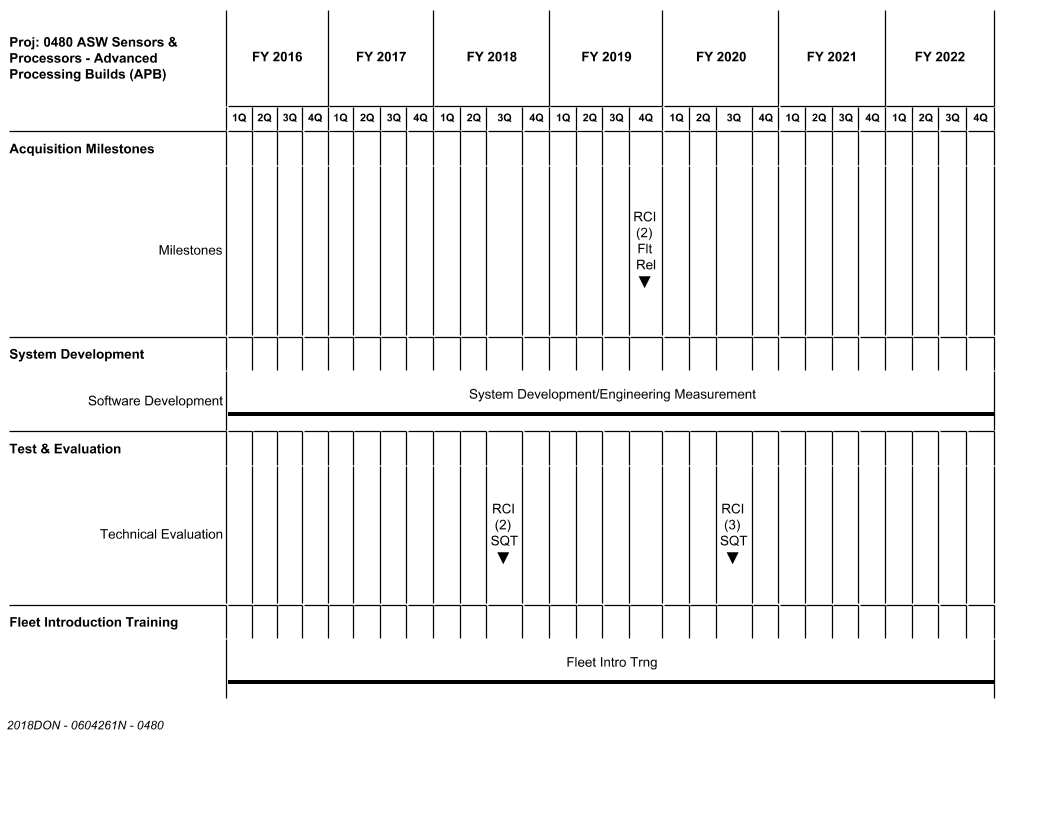 Proj: 0480 ASW Sensors &
Processors - Advanced
Processing Builds (APB)
FY 2016 FY 2017 FY 2018 FY 2019 FY 2020 FY 2021 FY 2022
1Q 2Q 3Q 4Q 1Q 2Q 3Q 4Q 1Q 2Q 3Q 4Q 1Q 2Q 3Q 4Q 1Q 2Q 3Q 4Q 1Q 2Q 3Q 4Q 1Q 2Q 3Q 4Q
Acquisition Milestones
Milestones
RCI
(2)
Flt
Rel
System Development
Software Development
System Development/Engineering Measurement
Test & Evaluation
Technical Evaluation
RCI
(2)
SQT
RCI
(3)
SQT
Fleet Introduction Training
Fleet Intro Trng
2018DON - 0604261N - 0480